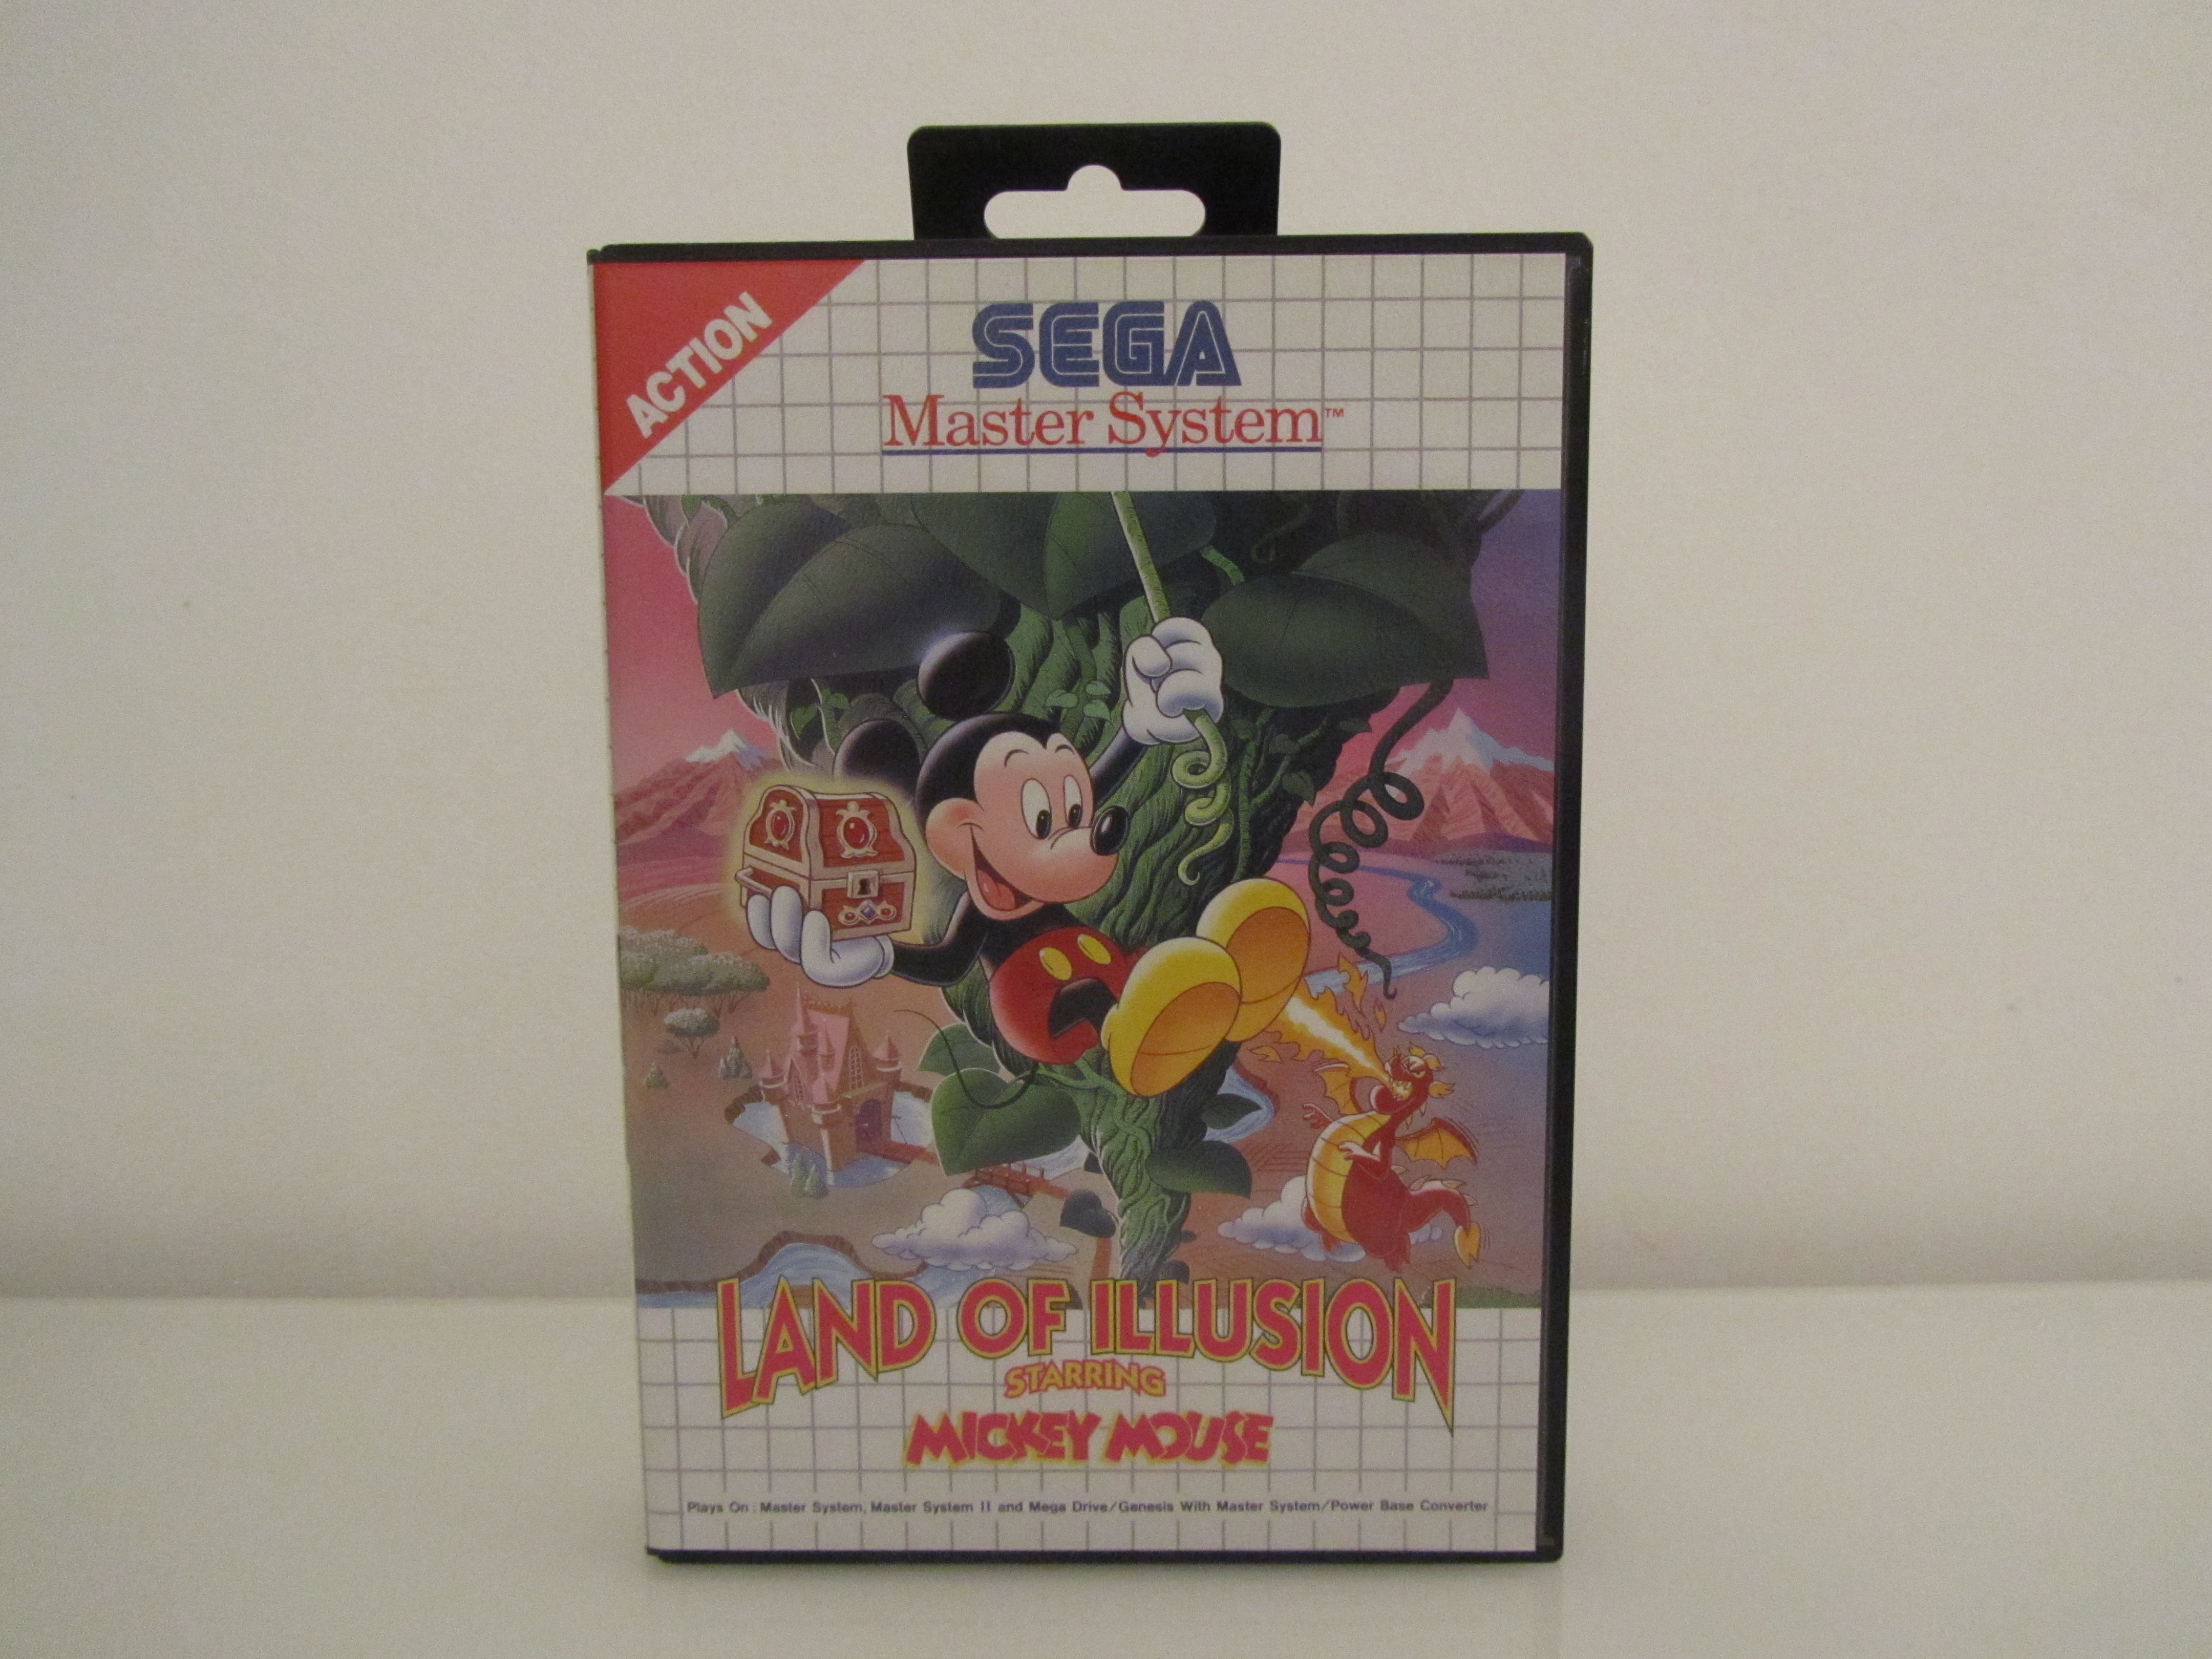 ACTION
SEGA
Master System™
LAND OF ILLUSION
STARRING
MICKEY MOUSE
Plays On : Master System, Master System II and Mega Drive/Genesis With Master System/Power Base Converter